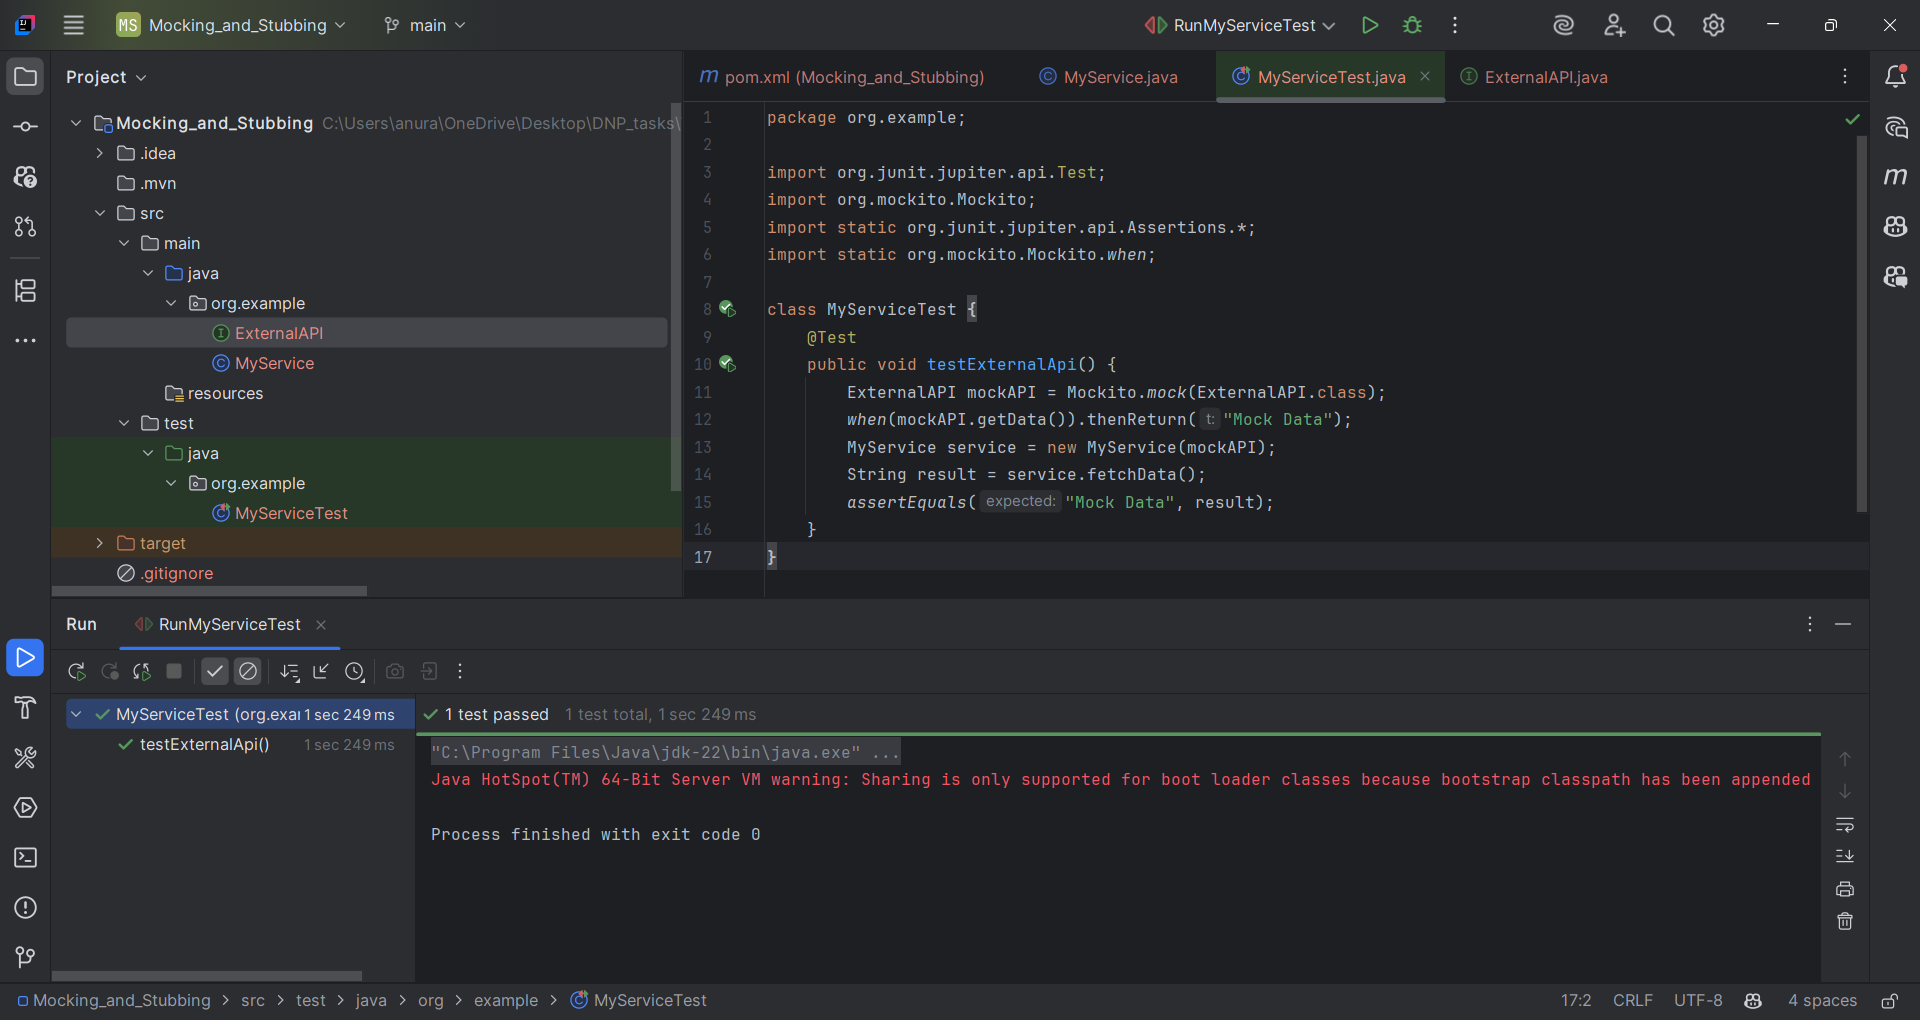 MS Mocking_and_Stubbing main RunMyServiceTest
Project
Mocking_and_Stubbing C:\Users\anura\OneDrive\Desktop\DNP_tasks\
.idea
.mvn
src
main
java
org.example
ExternalAPI
MyService
resources
test
java
org.example
MyServiceTest
target
.gitignore
m pom.xml (Mocking_and_Stubbing) MyService.java MyServiceTest.java ExternalAPI.java
1 package org.example;
2
3 import org.junit.jupiter.api.Test;
4 import org.mockito.Mockito;
5 import static org.junit.jupiter.api.Assertions.*;
6 import static org.mockito.Mockito.when;
7
8 class MyServiceTest {
9 @Test
10 public void testExternalApi() {
11 ExternalAPI mockAPI = Mockito.mock(ExternalAPI.class);
12 when(mockAPI.getData()).thenReturn( t: "Mock Data");
13 MyService service = new MyService(mockAPI);
14 String result = service.fetchData();
15 assertEquals( expected: "Mock Data", result);
16 }
17 }
Run RunMyServiceTest
MyServiceTest (org.exa 1 sec 249 ms
testExternalApi() 1 sec 249 ms
1 test passed 1 test total, 1 sec 249 ms
"C:\Program Files\Java\jdk-22\bin\java.exe" ...
Java HotSpot(TM) 64-Bit Server VM warning: Sharing is only supported for boot loader classes because bootstrap classpath has been appended
Process finished with exit code 0
Mocking_and_Stubbing > src > test > java > org > example > MyServiceTest
17:2 CRLF UTF-8 4 spaces